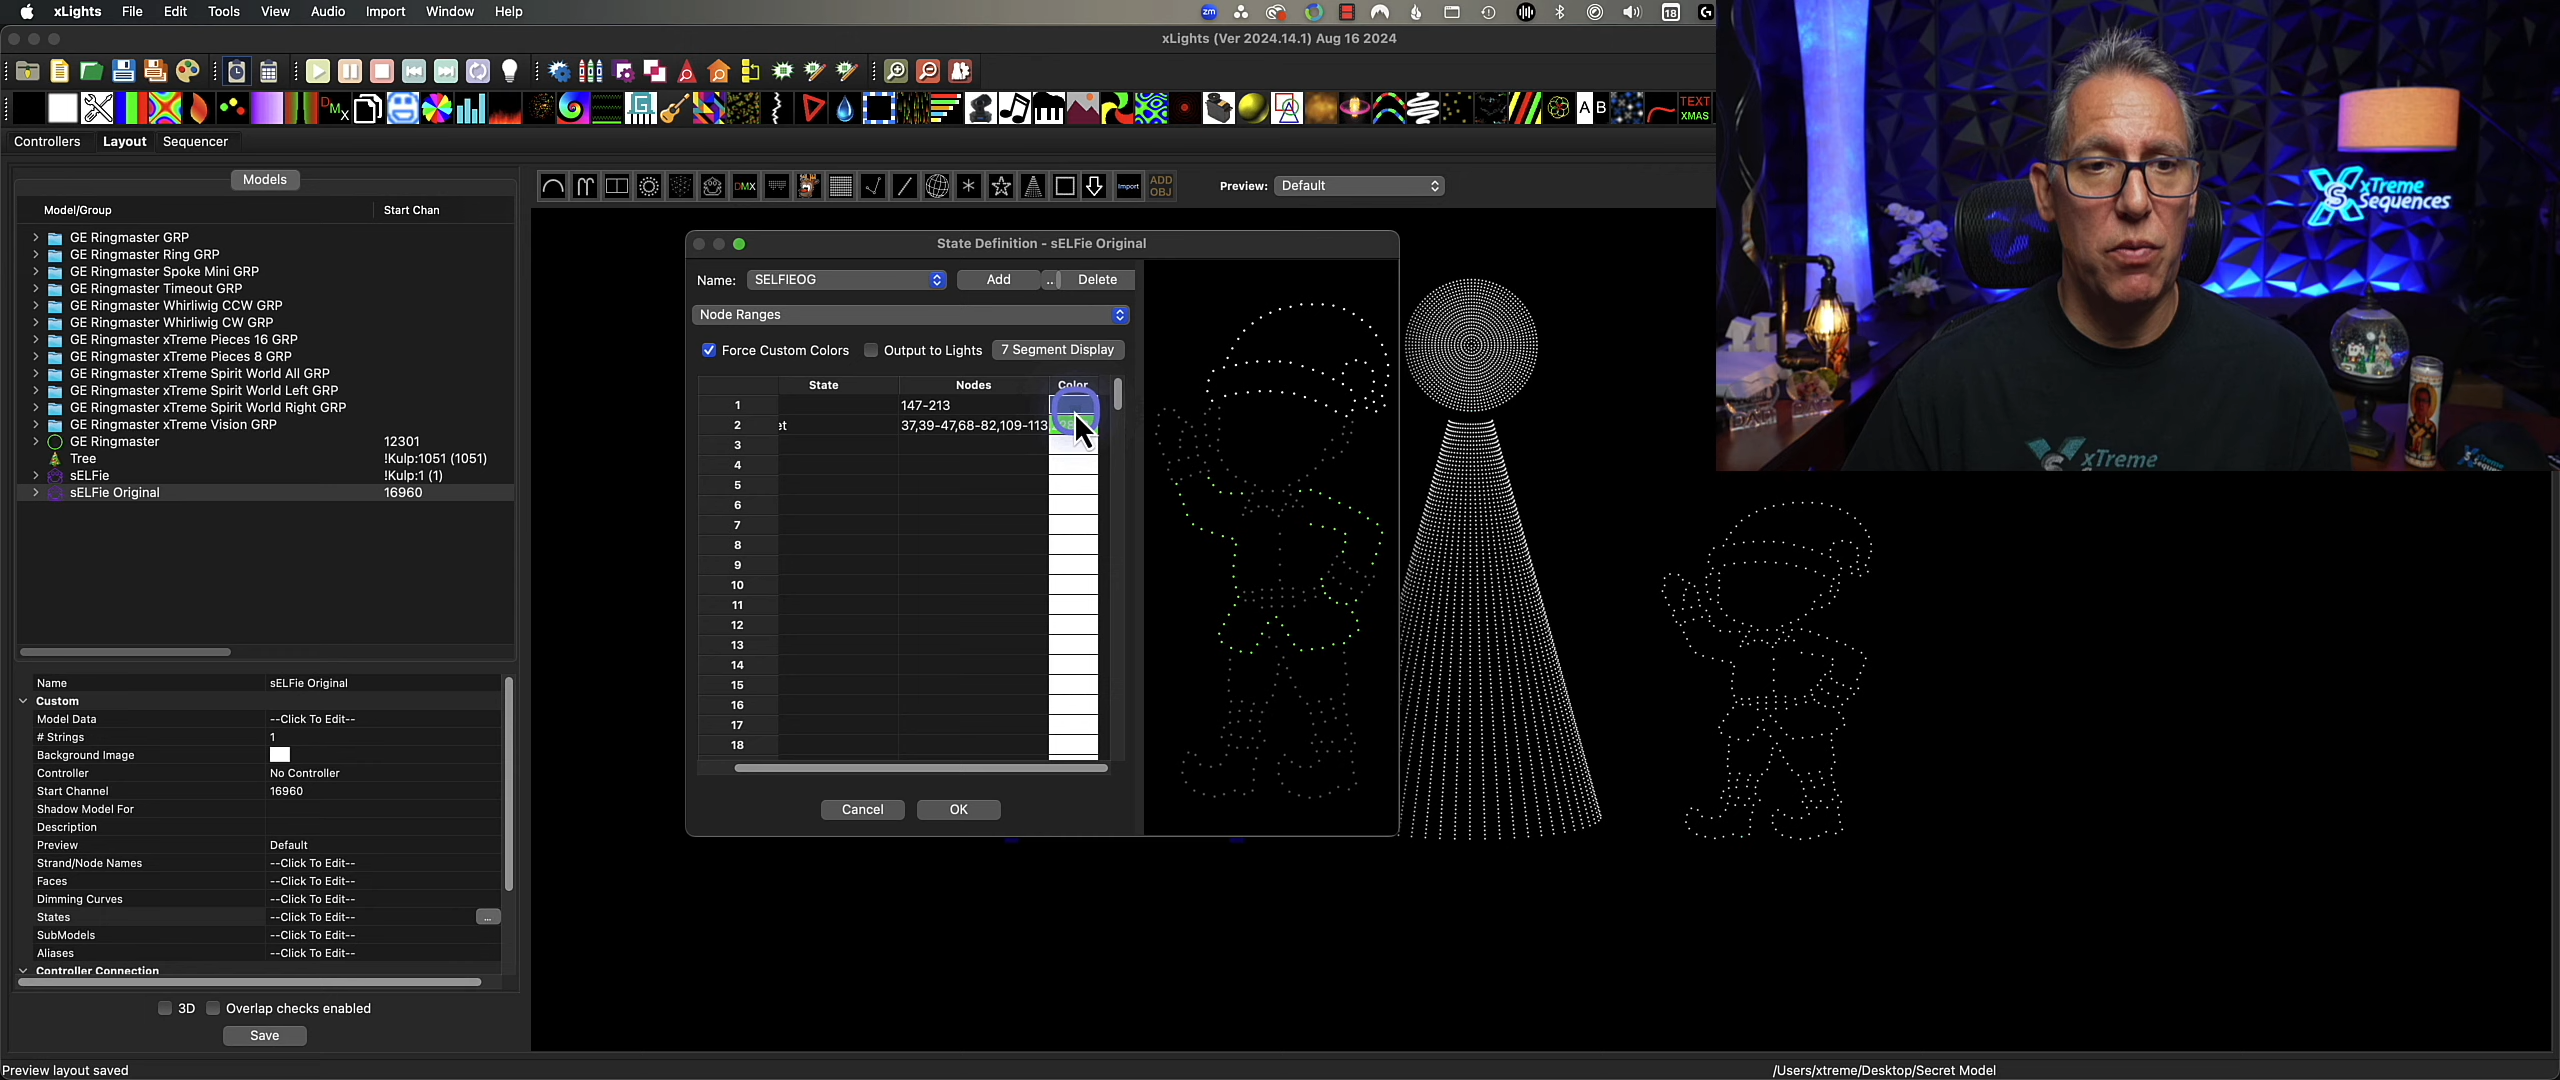 xLights File Edit Tools View Audio Import Window Help
zm
18
xLights (Ver 2024.14.1) Aug 16 2024
TEXT
XMAS
Controllers Layout Sequencer
Models
DMX
Import
ADD
OBJ
Preview: Default
Model/Group Start Chan
GE Ringmaster GRP
GE Ringmaster Ring GRP
GE Ringmaster Spoke Mini GRP
GE Ringmaster Timeout GRP
GE Ringmaster Whirliwig CCW GRP
GE Ringmaster Whirliwig CW GRP
GE Ringmaster xTreme Pieces 16 GRP
GE Ringmaster xTreme Pieces 8 GRP
GE Ringmaster xTreme Spirit World All GRP
GE Ringmaster xTreme Spirit World Left GRP
GE Ringmaster xTreme Spirit World Right GRP
GE Ringmaster xTreme Vision GRP
GE Ringmaster 12301
Tree !Kulp:1051 (1051)
sELFie !Kulp:1 (1)
sELFie Original 16960
State Definition - sELFie Original
Name: SELFIEOG Add .. Delete
Node Ranges
Force Custom Colors Output to Lights 7 Segment Display
State Nodes Color
1 147-213
2 et 37,39-47,68-82,109-113
3
4
5
6
7
8
9
10
11
12
13
14
15
16
17
18
Cancel OK
Name sELFie Original
Custom
Model Data --Click To Edit--
# Strings 1
Background Image
Controller No Controller
Start Channel 16960
Shadow Model For
Description
Preview Default
Strand/Node Names --Click To Edit--
Faces --Click To Edit--
Dimming Curves --Click To Edit--
States --Click To Edit-- ...
SubModels --Click To Edit--
Aliases --Click To Edit--
Controller Connection
3D Overlap checks enabled
Save
Preview layout saved
/Users/xtreme/Desktop/Secret Model
xTreme
Sequences
xTreme